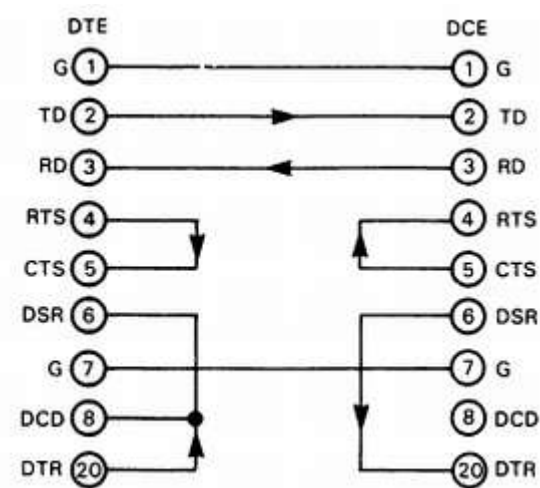 DTE DCE
G 1 1 G
TD 2 2 TD
RD 3 3 RD
RTS 4 4 RTS
CTS 5 5 CTS
DSR 6 6 DSR
G 7 7 G
DCD 8 8 DCD
DTR 20 20 DTR